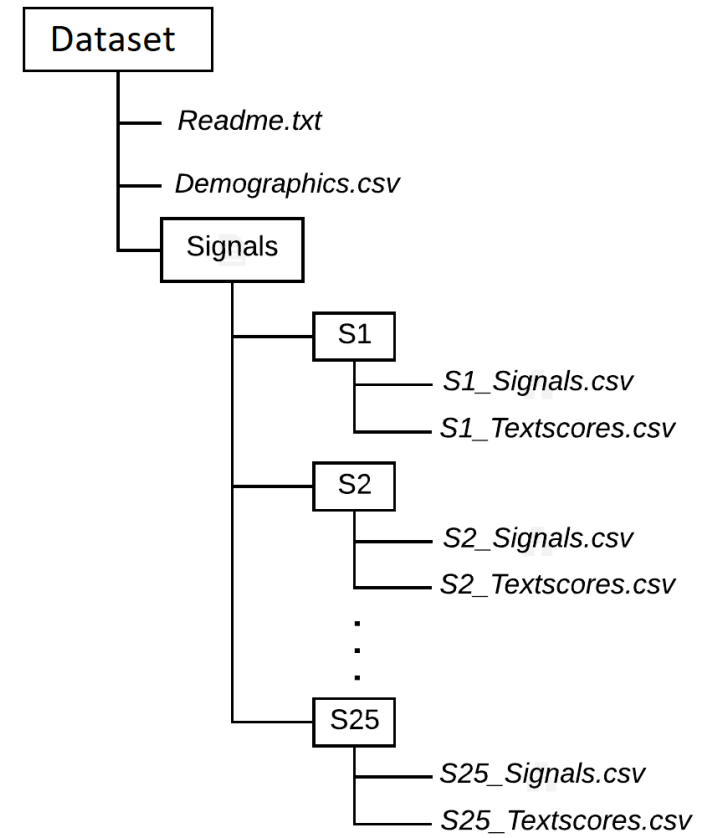 Dataset
Readme.txt
Demographics.csv
Signals
S1
S1_Signals.csv
S1_Textscores.csv
S2
S2_Signals.csv
S2_Textscores.csv
S25
S25_Signals.csv
S25_Textscores.csv